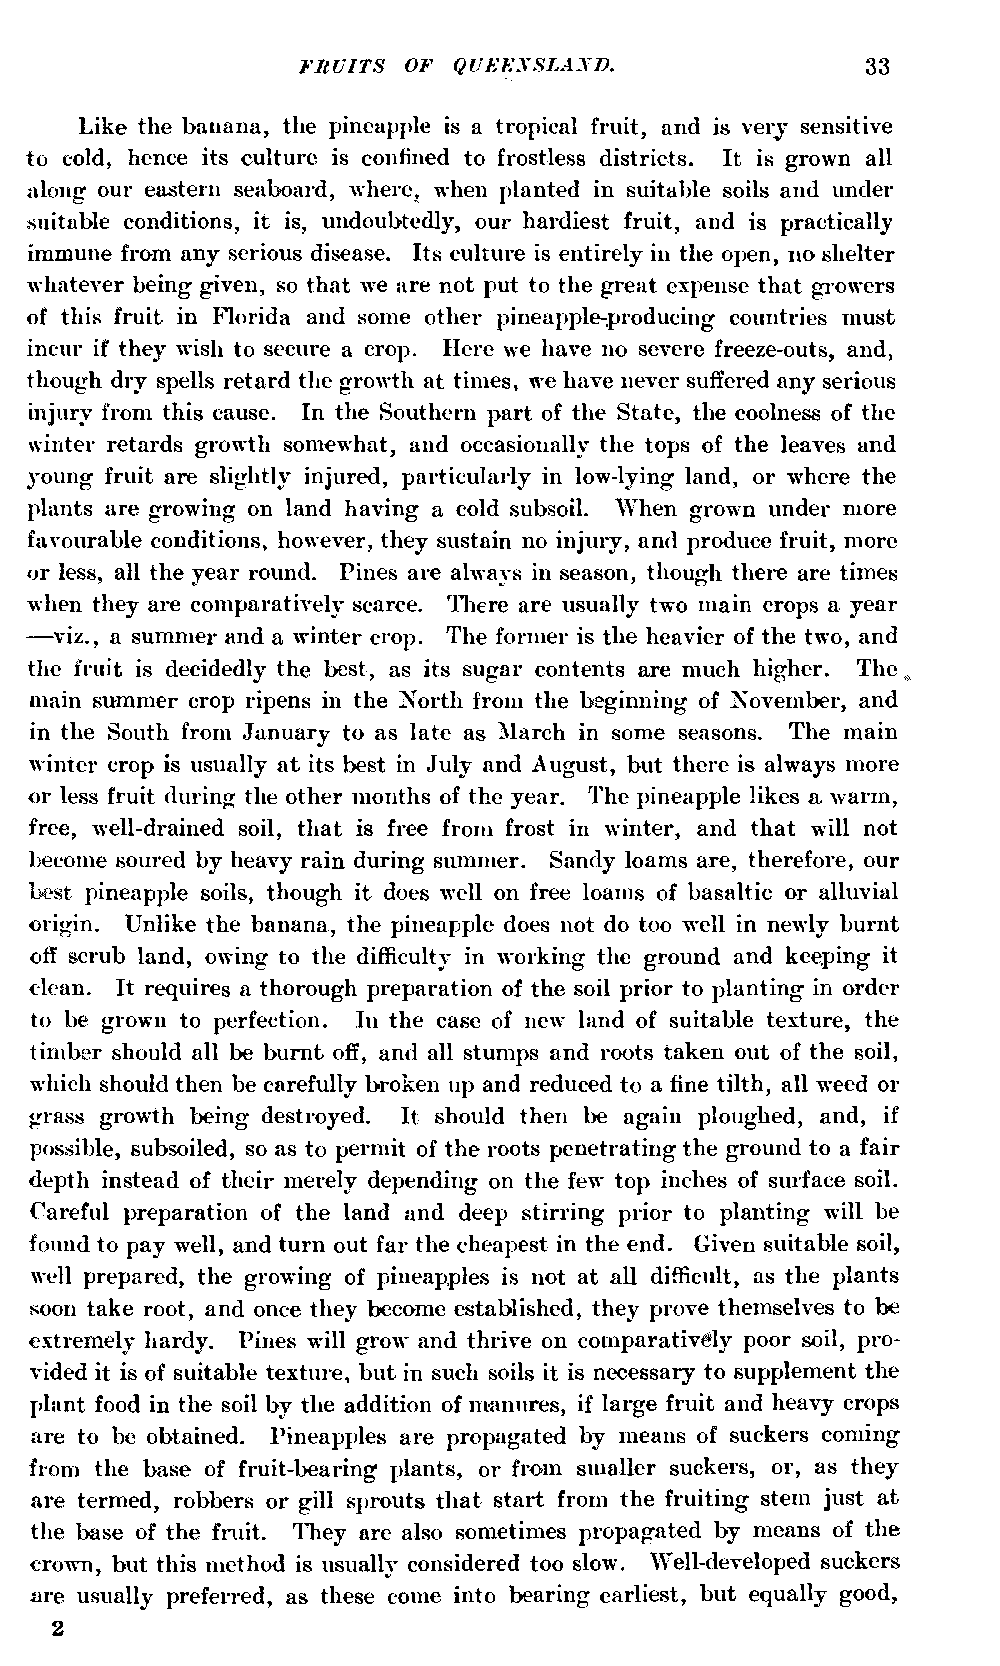 FRUITS OF QUEENSLAND. 33
Like the banana, the pineapple is a tropical fruit, and is very sensitive
to cold, hence its culture is confined to frostless districts. It is grown all
along our eastern seaboard, where, when planted in suitable soils and under
suitable conditions, it is, undoubtedly, our hardiest fruit, and is practically
immune from any serious disease. Its culture is entirely in the open, no shelter
whatever being given, so that we are not put to the great expense that growers
of this fruit in Florida and some other pineapple-producing countries must
incur if they wish to secure a crop. Here we have no severe freeze-outs, and,
though dry spells retard the growth at times, we have never suffered any serious
injury from this cause. In the Southern part of the State, the coolness of the
winter retards growth somewhat, and occasionally the tops of the leaves and
young fruit are slightly injured, particularly in low-lying land, or where the
plants are growing on land having a cold subsoil. When grown under more
favourable conditions, however, they sustain no injury, and produce fruit, more
or less, all the year round. Pines are always in season, though there are times
when they are comparatively scarce. There are usually two main crops a year
—viz., a summer and a winter crop. The former is the heavier of the two, and
the fruit is decidedly the best, as its sugar contents are much higher. The
main summer crop ripens in the North from the beginning of November, and
in the South from January to as late as March in some seasons. The main
winter crop is usually at its best in July and August, but there is always more
or less fruit during the other months of the year. The pineapple likes a warm,
free, well-drained soil, that is free from frost in winter, and that will not
become soured by heavy rain during summer. Sandy loams are, therefore, our
best pineapple soils, though it does well on free loams of basaltic or alluvial
origin. Unlike the banana, the pineapple does not do too well in newly burnt
off scrub land, owing to the difficulty in working the ground and keeping it
clean. It requires a thorough preparation of the soil prior to planting in order
to be grown to perfection. In the case of new land of suitable texture, the
timber should all be burnt off, and all stumps and roots taken out of the soil,
which should then be carefully broken up and reduced to a fine tilth, all weed or
grass growth being destroyed. It should then be again ploughed, and, if
possible, subsoiled, so as to permit of the roots penetrating the ground to a fair
depth instead of their merely depending on the few top inches of surface soil.
Careful preparation of the land and deep stirring prior to planting will be
found to pay well, and turn out far the cheapest in the end. Given suitable soil,
well prepared, the growing of pineapples is not at all difficult, as the plants
soon take root, and once they become established, they prove themselves to be
extremely hardy. Pines will grow and thrive on comparatively poor soil, pro-
vided it is of suitable texture, but in such soils it is necessary to supplement the
plant food in the soil by the addition of manures, if large fruit and heavy crops
are to be obtained. Pineapples are propagated by means of suckers coming
from the base of fruit-bearing plants, or from smaller suckers, or, as they
are termed, robbers or gill sprouts that start from the fruiting stem just at
the base of the fruit. They are also sometimes propagated by means of the
crown, but this method is usually considered too slow. Well-developed suckers
are usually preferred, as these come into bearing earliest, but equally good,
2